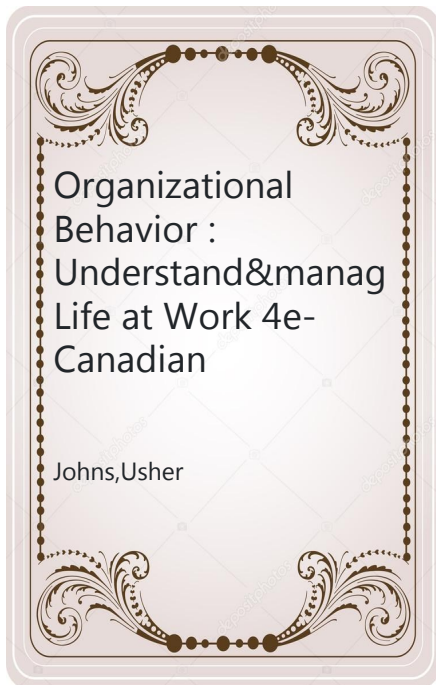 Organizational
Behavior :
Understand&manag
Life at Work 4e-
Canadian
Johns,Usher